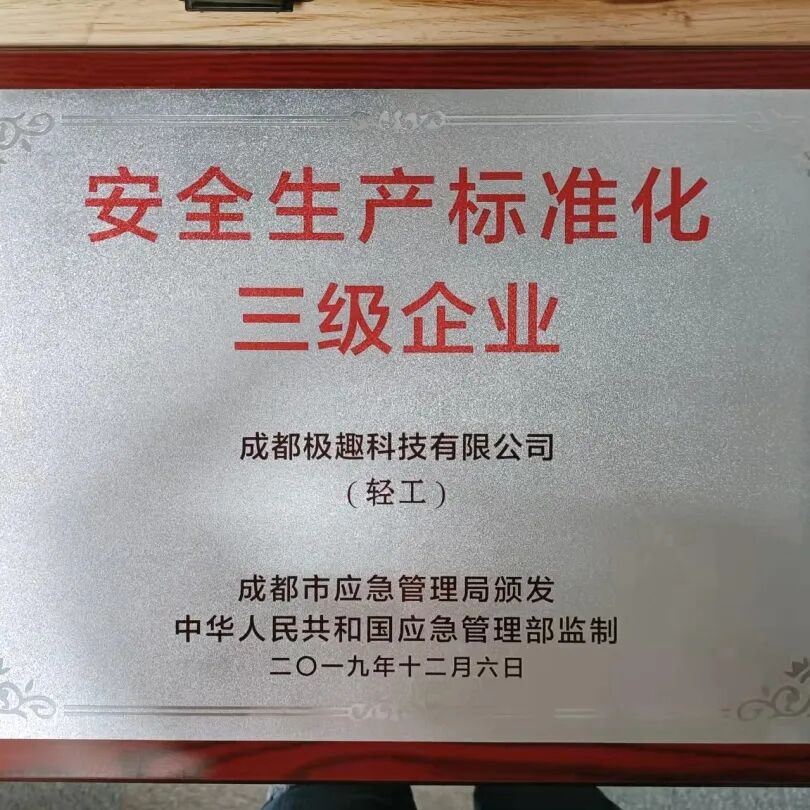 安全生产标准化
三级企业
成都极趣科技有限公司
(轻工)
成都市应急管理局颁发
中华人民共和国应急管理部监制
二〇一九年十二月六日